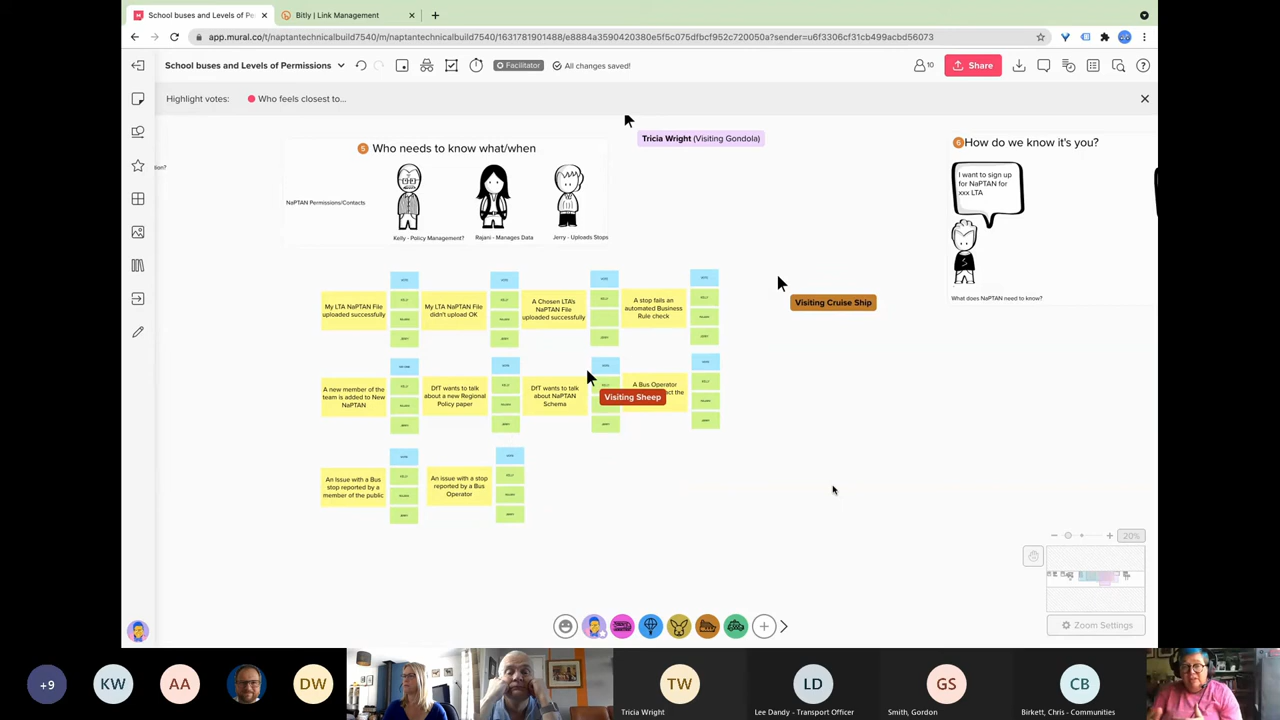 School buses and Levels of Pe
Bitly | Link Management
app.mural.co/t/naptantechnicalbuild7540/m/naptantechnicalbuild7540/1631781901488/e8884a3590420380e5f5c075dfbcf952c720050a?sender=u6f3306cf31cb499acbd56073
School buses and Levels of Permissions
Facilitator
All changes saved!
10
Share
Highlight votes:
Who feels closest to...
Tricia Wright (Visiting Gondola)
5 Who needs to know what/when
NaPTAN Permissions/Contacts
Kelly - Policy Management?
Rajani - Manages Data
Jerry - Uploads Stops
6 How do we know it's you?
I want to sign up
for NaPTAN for
xxx LTA
What does NaPTAN need to know?
Visiting Cruise Ship
My LTA NaPTAN File
uploaded successfully
My LTA NaPTAN File
didn't upload OK
A Chosen LTA's
NaPTAN File
uploaded successfully
A stop fails an
automated Business
Rule check
A new member of the
team is added to New
NaPTAN
DfT wants to talk
about a new Regional
Policy paper
DfT wants to talk
about NaPTAN
Schema
A Bus Operator
Visiting Sheep
An Issue with a Bus
stop reported by a
member of the public
An issue with a stop
reported by a Bus
Operator
20%
Zoom Settings
+9
KW
AA
DW
TW
Tricia Wright
LD
Lee Dandy - Transport Officer
GS
Smith, Gordon
CB
Birkett, Chris - Communities